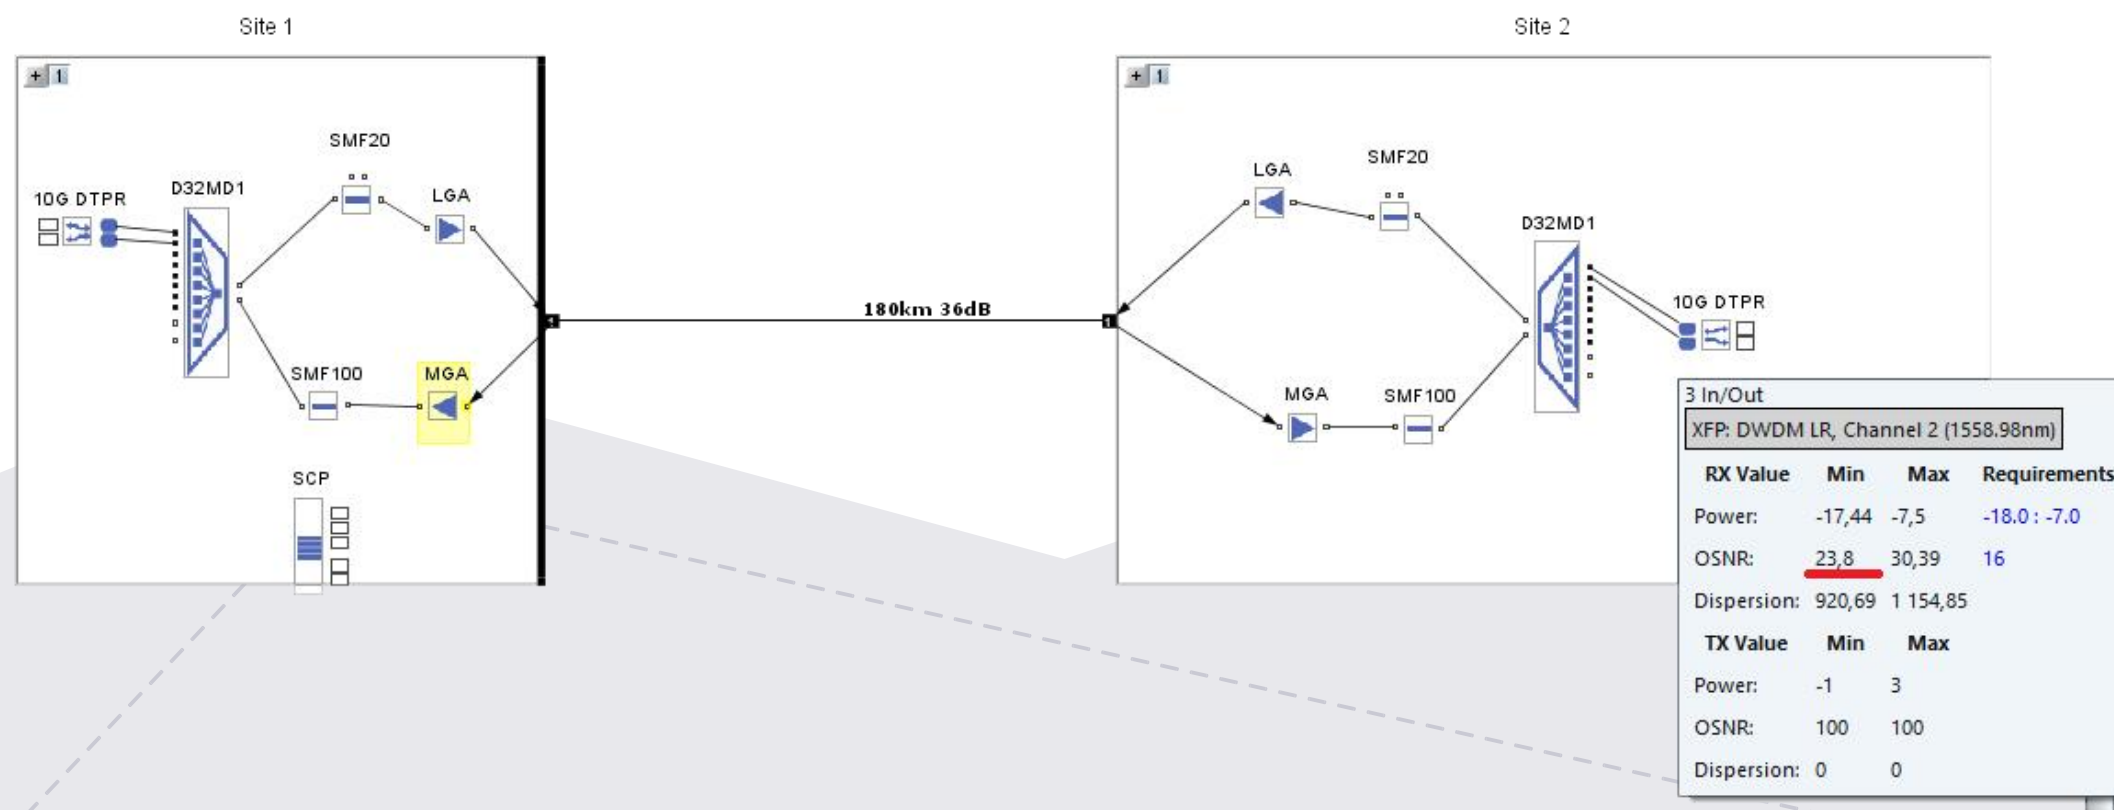 Site 1
+ 1
SMF20
10G DTPR
D32MD1
LGA
SMF100
MGA
SCP
1
180km 36dB
1
Site 2
+ 1
LGA
SMF20
D32MD1
10G DTPR
MGA
SMF100
3 In/Out
XFP: DWDM LR, Channel 2 (1558.98nm)
RX Value Min Max Requirements
Power: -17,44 -7,5 -18.0 : -7.0
OSNR: 23,8 30,39 16
Dispersion: 920,69 1 154,85
TX Value Min Max
Power: -1 3
OSNR: 100 100
Dispersion: 0 0